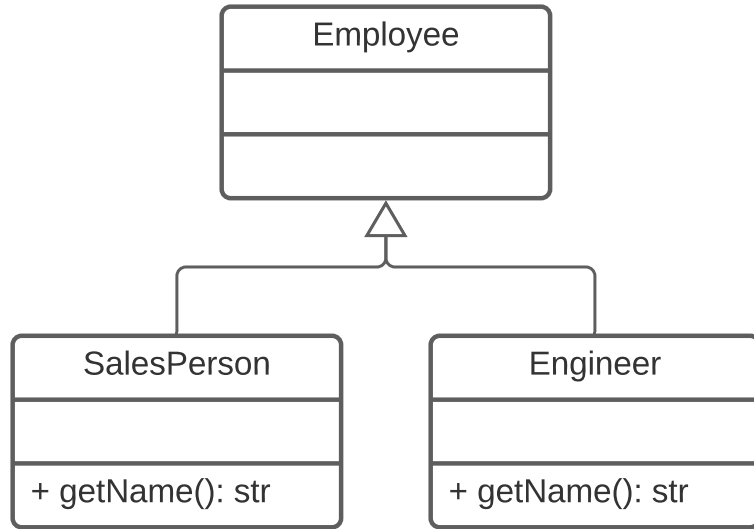 Employee
SalesPerson
Engineer
+ getName(): str
+ getName(): str